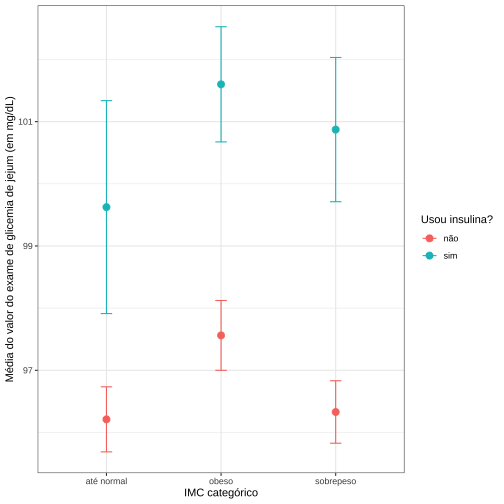 Média do valor do exame de glicemia de jejum (em mg/dL)
101
99
97
até normal
obeso
sobrepeso
IMC categórico
Usou insulina?
não
sim